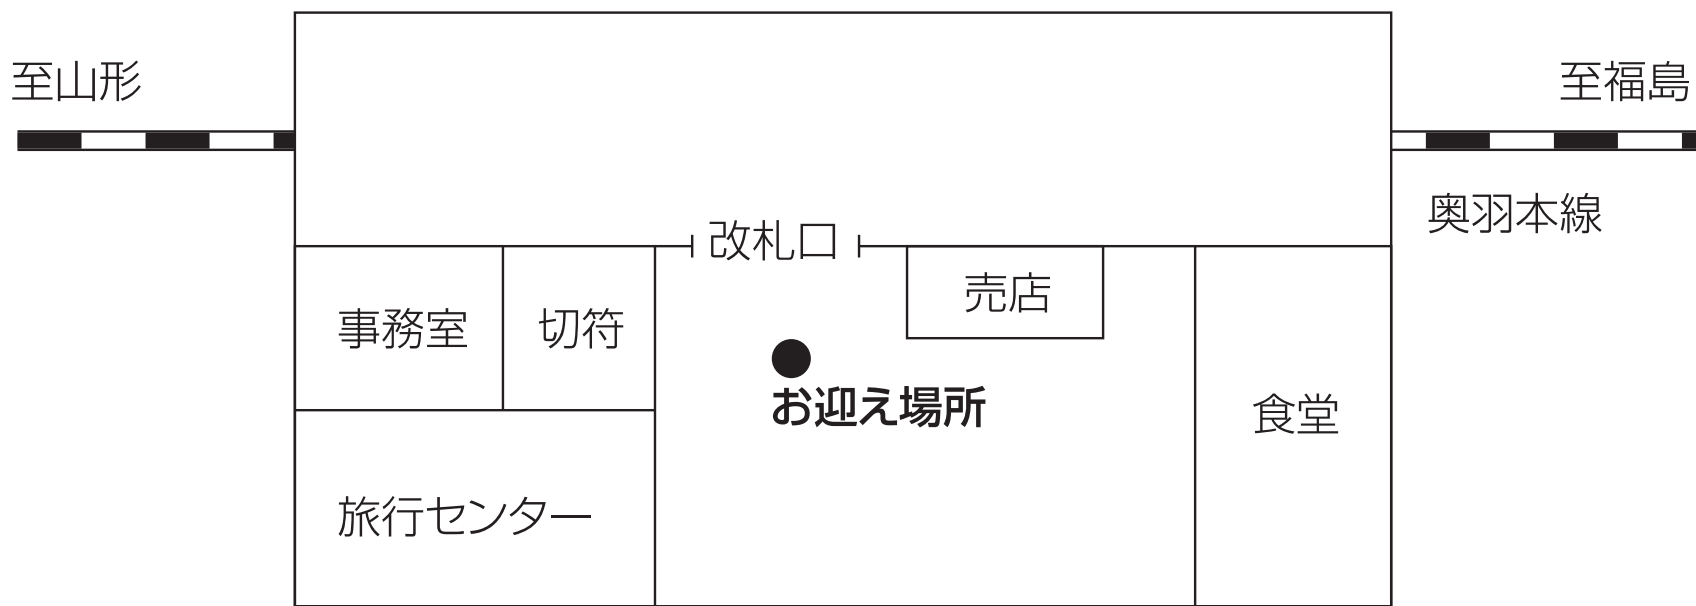 至山形
至福島
奥羽本線
改札口
売店
事務室
切符
お迎え場所
食堂
旅行センター